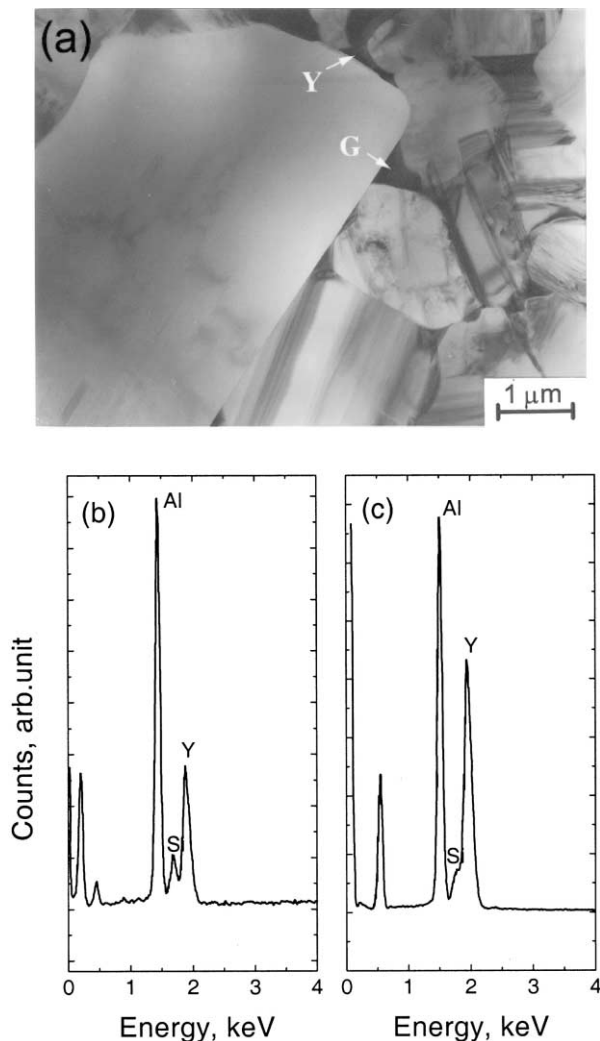 (a)
Y
G
1 μm
(b)
Al
S
Y
0 1 2 3 4
Energy, keV
Counts, arb.unit
(c)
Al
Si
Y
0 1 2 3 4
Energy, keV